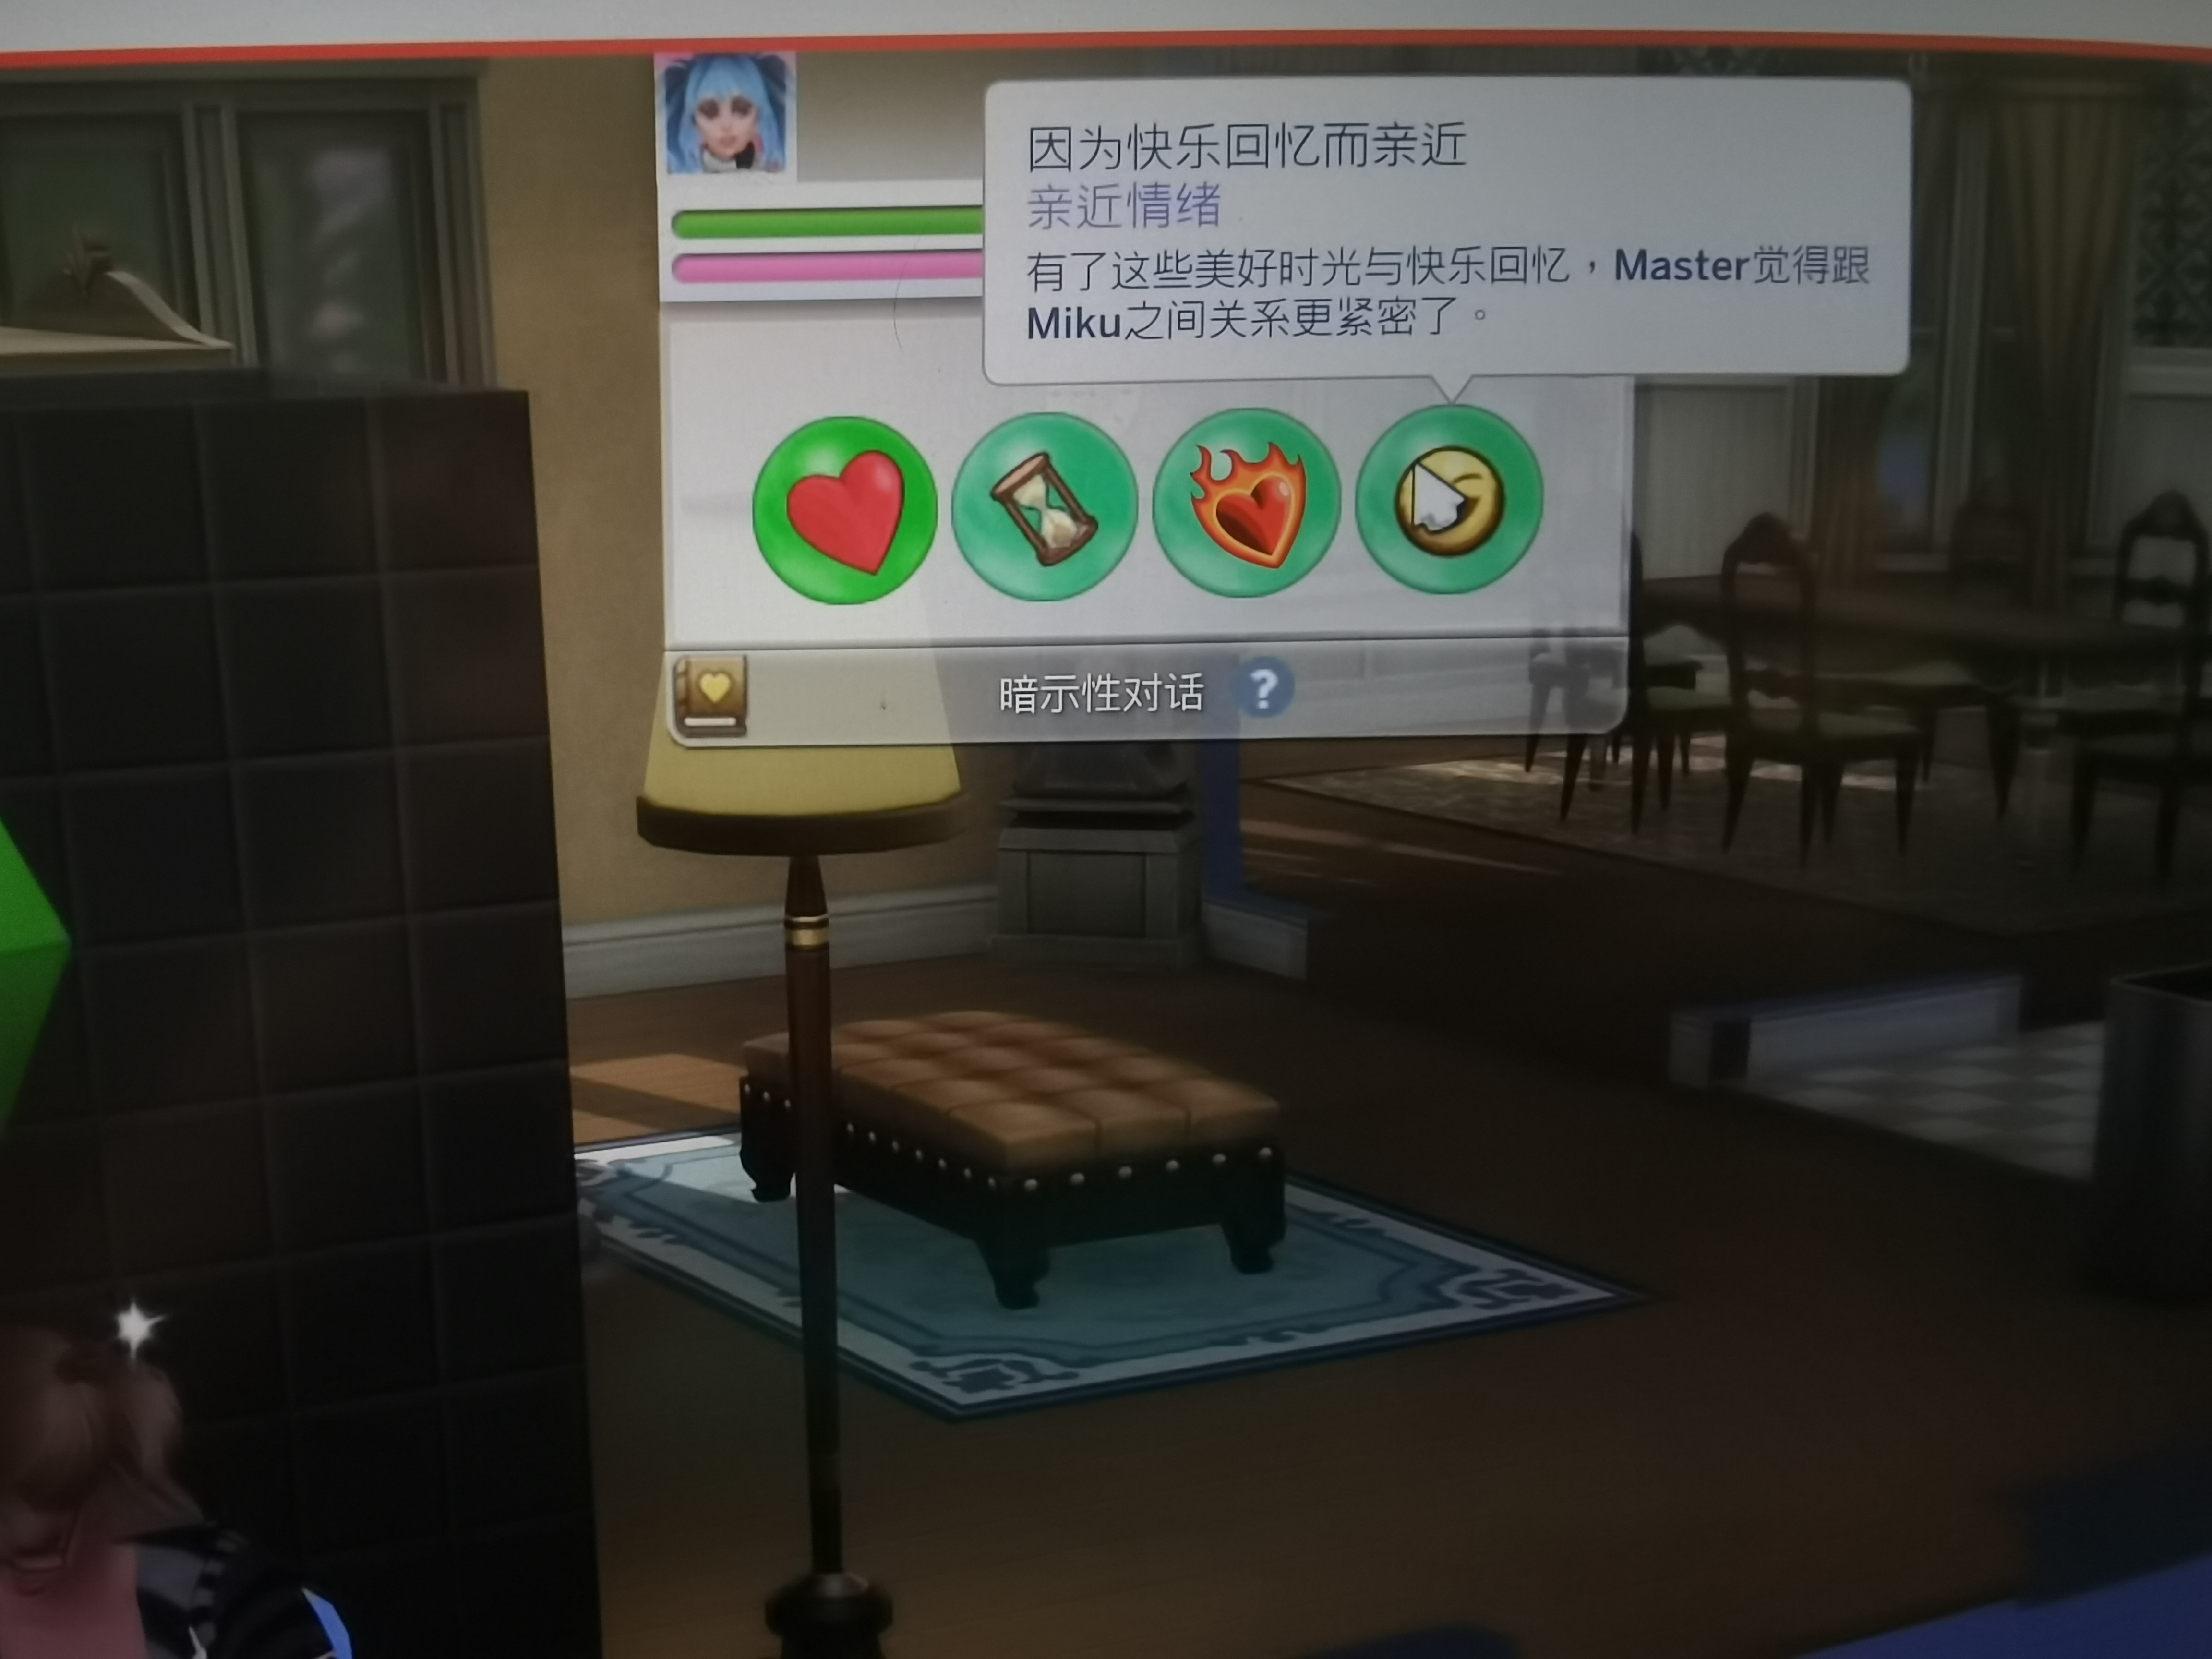 因为快乐回忆而亲近
亲近情绪
有了这些美好时光与快乐回忆，Master觉得跟
Miku之间关系更紧密了。
暗示性对话 ?